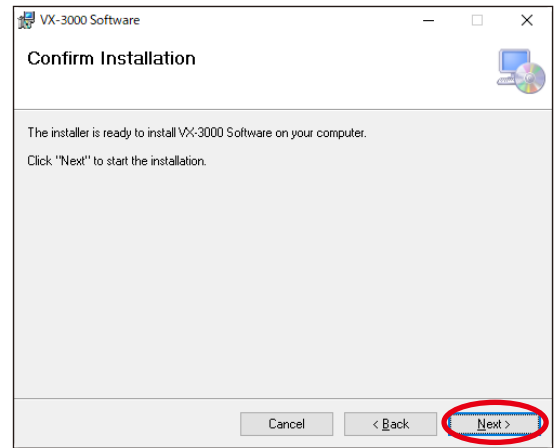 VX-3000 Software
Confirm Installation
The installer is ready to install VX-3000 Software on your computer.
Click "Next" to start the installation.
Cancel
< Back
Next >